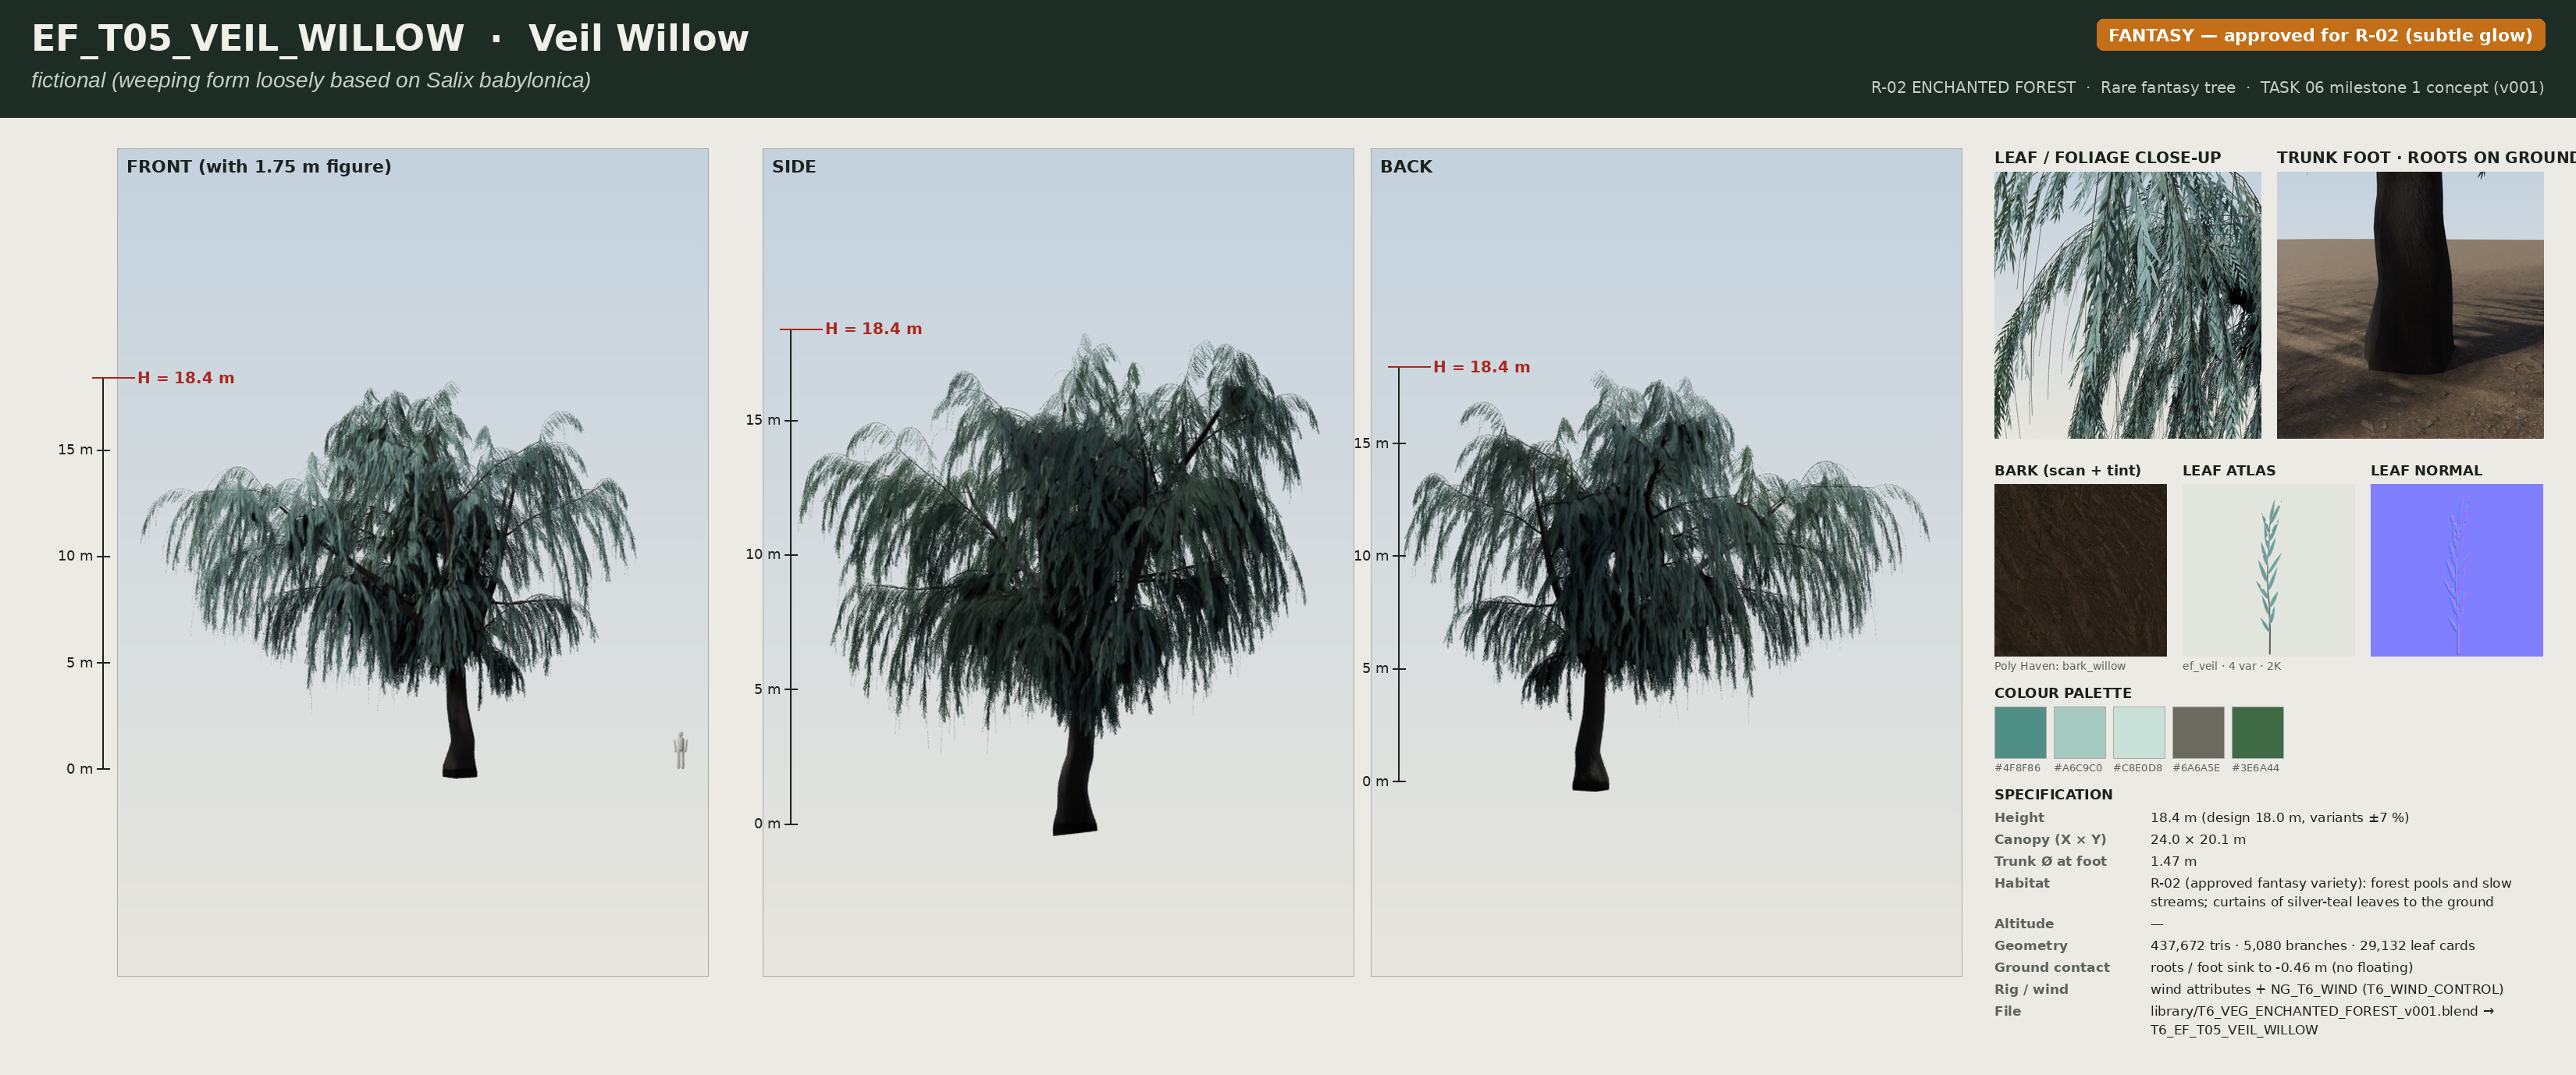 EF_T05_VEIL_WILLOW · Veil Willow
fictional (weeping form loosely based on Salix babylonica)
FANTASY — approved for R-02 (subtle glow)
R-02 ENCHANTED FOREST · Rare fantasy tree · TASK 06 milestone 1 concept (v001)
FRONT (with 1.75 m figure)
H = 18.4 m
15 m
10 m
5 m
0 m
SIDE
H = 18.4 m
15 m
10 m
5 m
0 m
BACK
H = 18.4 m
15 m
10 m
5 m
0 m
LEAF / FOLIAGE CLOSE-UP
TRUNK FOOT · ROOTS ON GROUND
BARK (scan + tint)
LEAF ATLAS
LEAF NORMAL
Poly Haven: bark_willow
ef_veil · 4 var · 2K
COLOUR PALETTE
#4F8F86
#A6C9C0
#C8E0D8
#6A6A5E
#3E6A44
SPECIFICATION
Height 18.4 m (design 18.0 m, variants ±7 %)
Canopy (X × Y) 24.0 × 20.1 m
Trunk Ø at foot 1.47 m
Habitat R-02 (approved fantasy variety): forest pools and slow
streams; curtains of silver-teal leaves to the ground
Altitude —
Geometry 437,672 tris · 5,080 branches · 29,132 leaf cards
Ground contact roots / foot sink to -0.46 m (no floating)
Rig / wind wind attributes + NG_T6_WIND (T6_WIND_CONTROL)
File library/T6_VEG_ENCHANTED_FOREST_v001.blend →
T6_EF_T05_VEIL_WILLOW